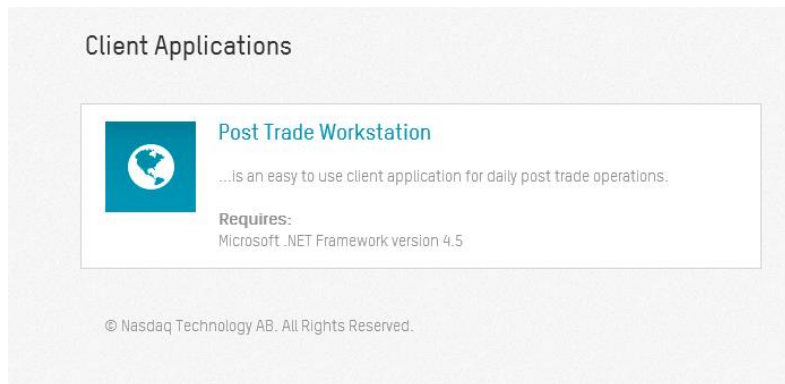 Client Applications
Post Trade Workstation
...is an easy to use client application for daily post trade operations.
Requires:
Microsoft .NET Framework version 4.5
© Nasdaq Technology AB. All Rights Reserved.